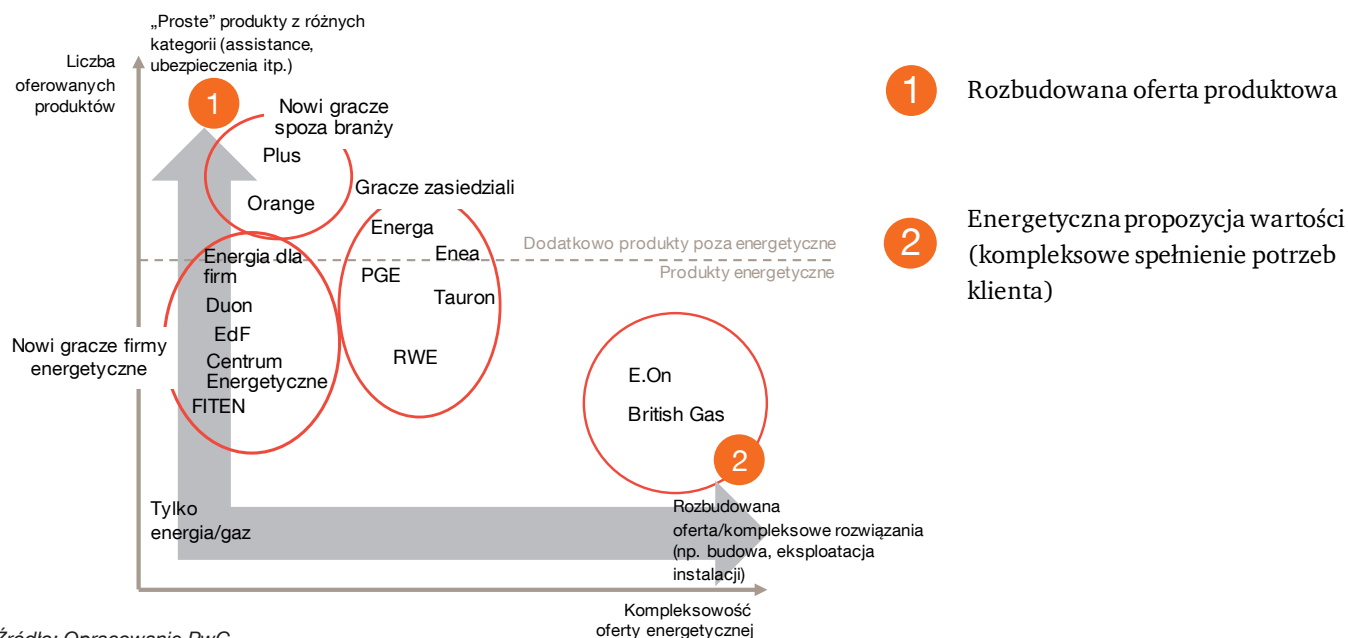 „Proste” produkty z różnych
kategorii (assistance,
ubezpieczenia itp.)
Liczba
oferowanych
produktów
1
Nowi gracze
spoza branży
Plus
Orange
Gracze zasiedziali
Energa
Enea
PGE
Tauron
RWE
Dodatkowo produkty poza energetyczne
Produkty energetyczne
Energia dla
firm
Duon
EdF
Centrum
Energetyczne
FITEN
Nowi gracze firmy
energetyczne
E.On
British Gas
2
Tylko
energia/gaz
Rozbudowana
oferta/kompleksowe rozwiązania
(np. budowa, eksploatacja
instalacji)
Kompleksowość
oferty energetycznej
1
Rozbudowana oferta produktowa
2
Energetyczna propozycja wartości
(kompleksowe spełnienie potrzeb
klienta)
Źródło: Opracowanie PwC